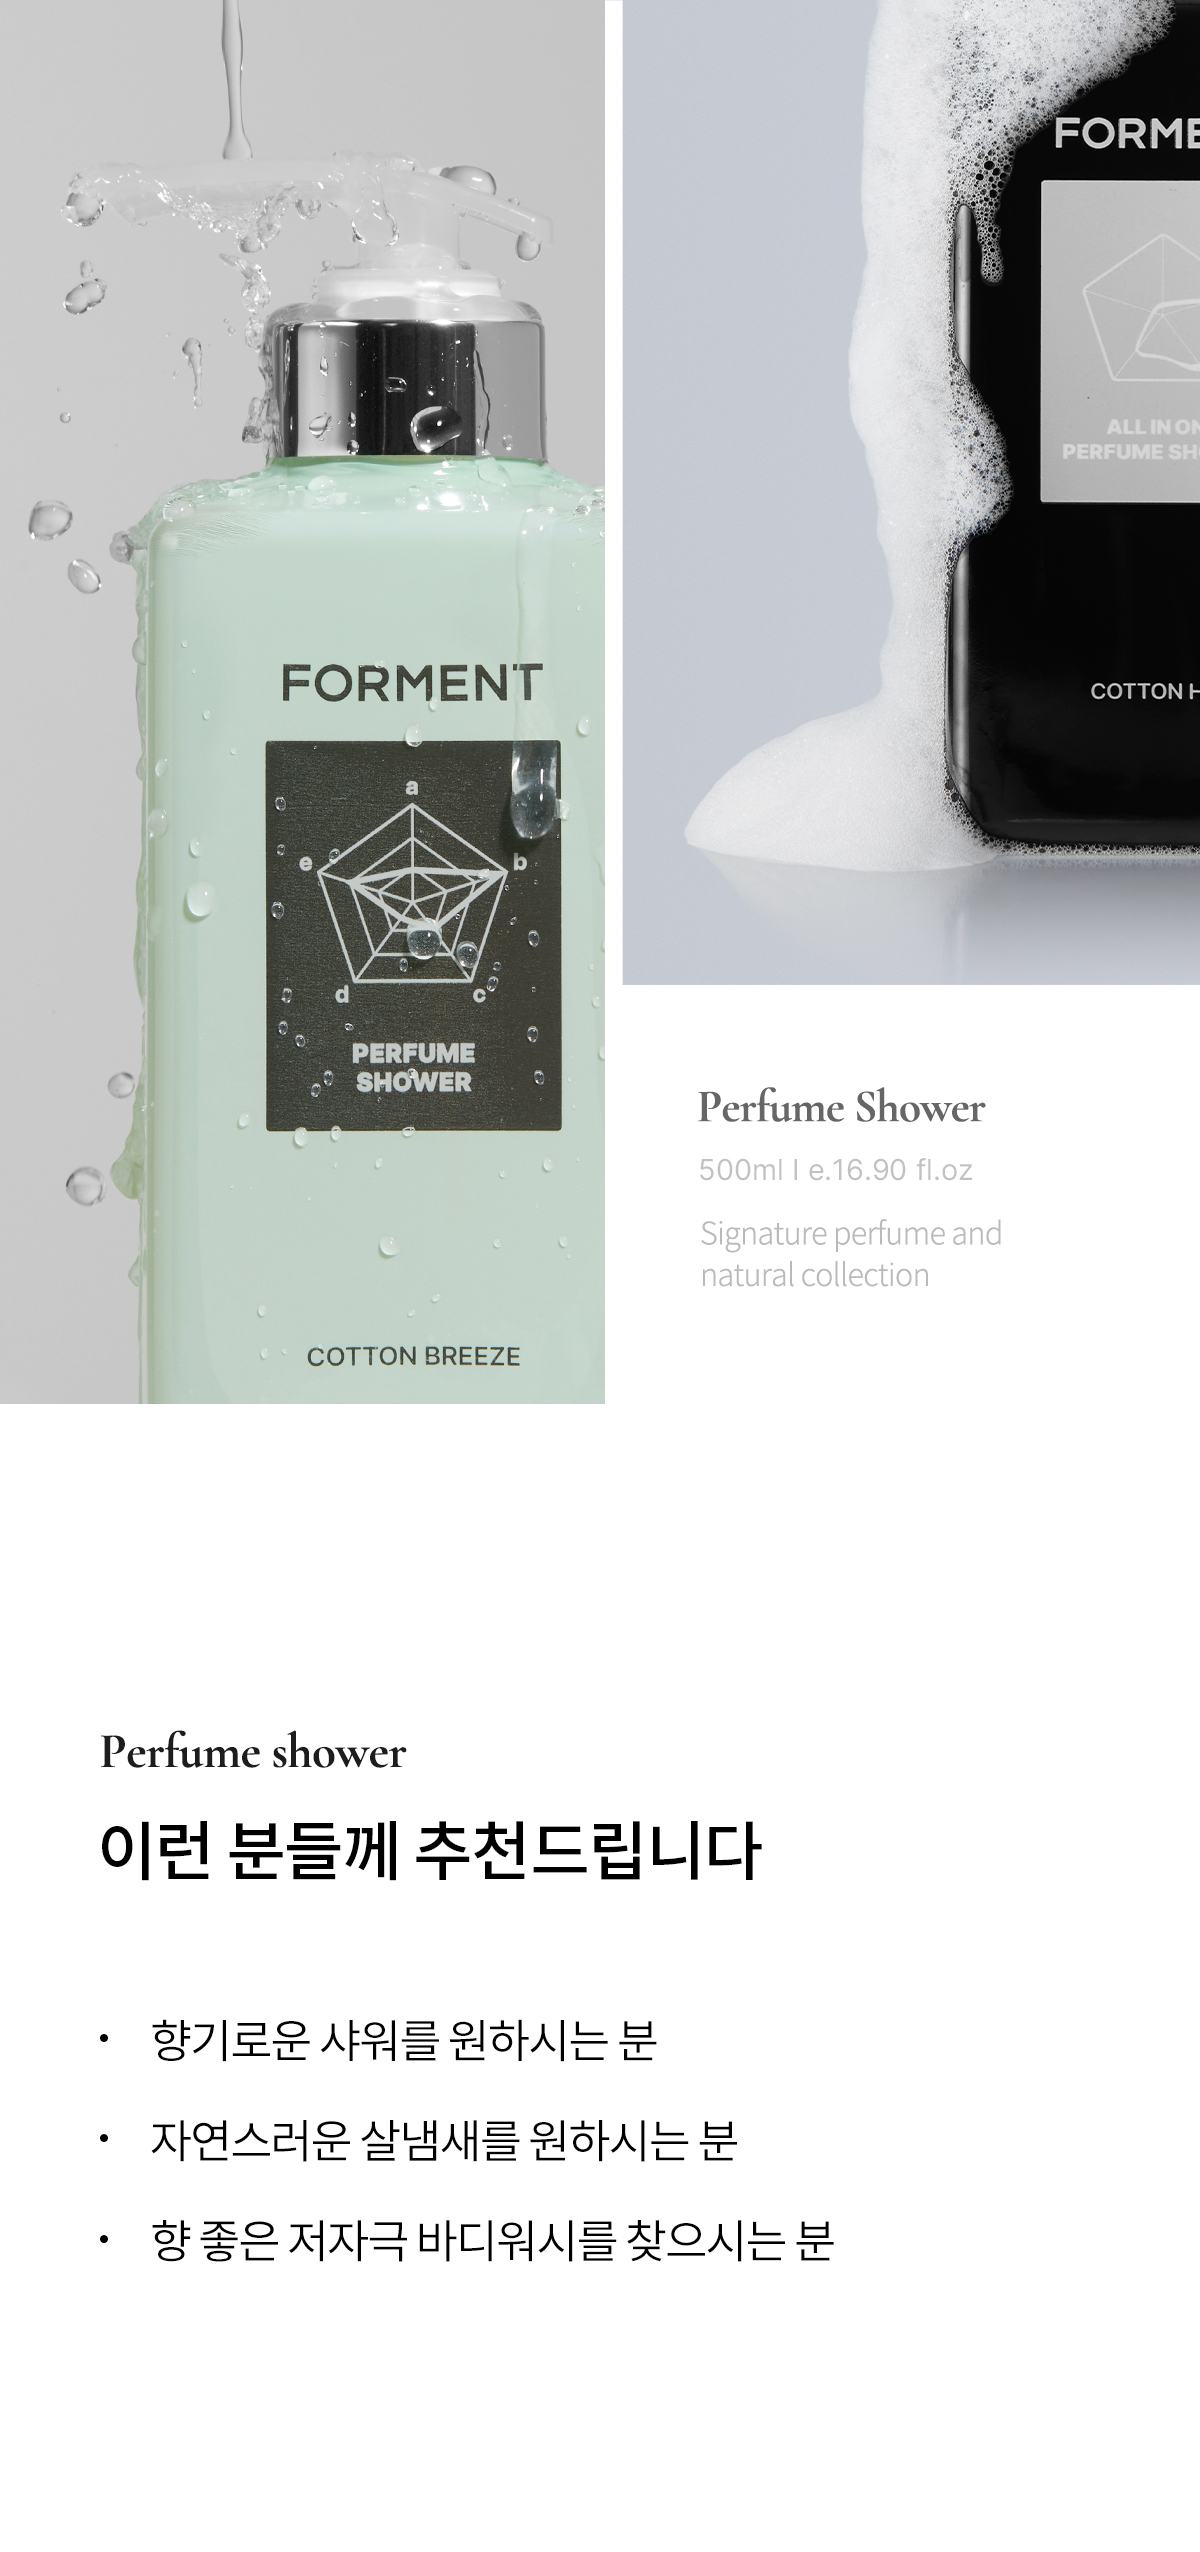 FORMENT
a
e
b
d
c
PERFUME
SHOWER
COTTON BREEZE
ALL IN
PERFUME
COTTON
Perfume Shower
500ml l e.16.90 fl.oz
Signature perfume and
natural collection
Perfume shower
이런 분들께 추천드립니다
• 향기로운 샤워를 원하시는 분
• 자연스러운 살냄새를 원하시는 분
• 향 좋은 저자극 바디워시를 찾으시는 분